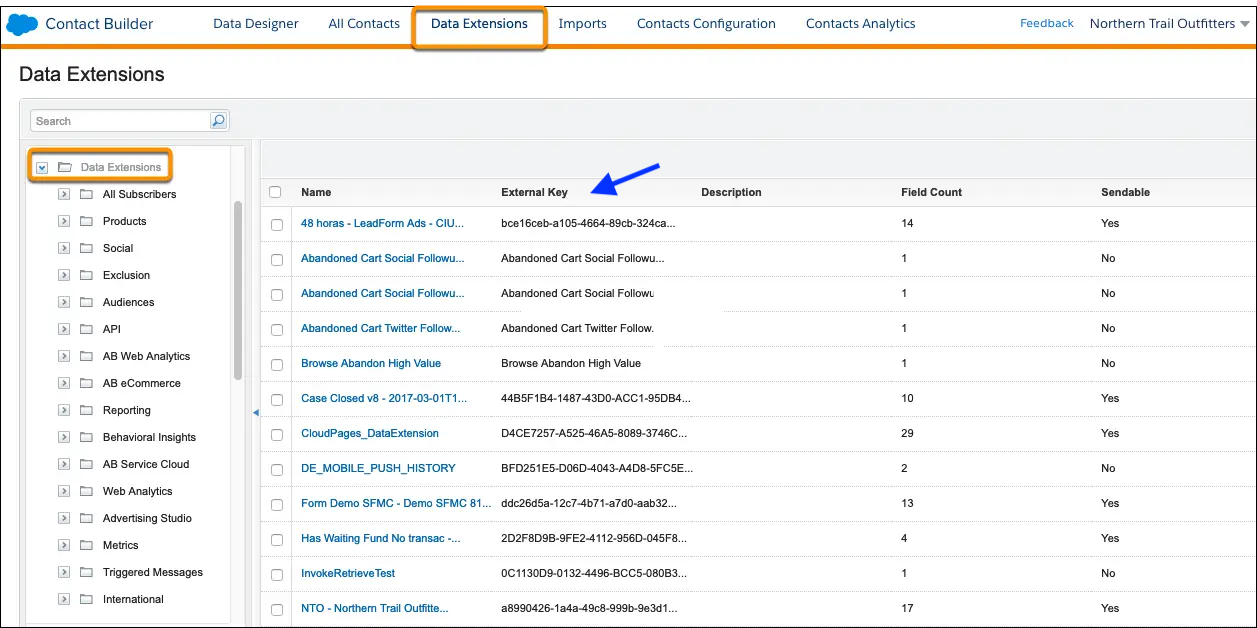 Contact Builder Data Designer All Contacts Data Extensions Imports Contacts Configuration Contacts Analytics Feedback Northern Trail Outfitters
Data Extensions
Search
Data Extensions
All Subscribers
Products
Social
Exclusion
Audiences
API
AB Web Analytics
AB eCommerce
Reporting
Behavioral Insights
AB Service Cloud
Web Analytics
Advertising Studio
Metrics
Triggered Messages
International
Name External Key Description Field Count Sendable
48 horas - LeadForm Ads - CIU... bce16ceb-a105-4664-89cb-324ca... 14 Yes
Abandoned Cart Social Followu... Abandoned Cart Social Followu... 1 No
Abandoned Cart Social Followu... Abandoned Cart Social Followu 1 No
Abandoned Cart Twitter Follow... Abandoned Cart Twitter Follow. 1 No
Browse Abandon High Value Browse Abandon High Value 1 No
Case Closed v8 - 2017-03-01T1... 44B5F1B4-1487-43D0-ACC1-95DB4... 10 Yes
CloudPages_DataExtension D4CE7257-A525-46A5-8089-3746C... 29 Yes
DE_MOBILE_PUSH_HISTORY BFD251E5-D06D-4043-A4D8-5FC5E... 2 No
Form Demo SFMC - Demo SFMC 81... ddc26d5a-12c7-4b71-a7d0-aab32... 13 Yes
Has Waiting Fund No transac -... 2D2F8D9B-9FE2-4112-956D-045F8... 4 Yes
InvokeRetrieveTest 0C1130D9-0132-4496-BCC5-080B3... 1 No
NTO - Northern Trail Outfitte... a8990426-1a4a-49c8-999b-9e3d1... 17 Yes